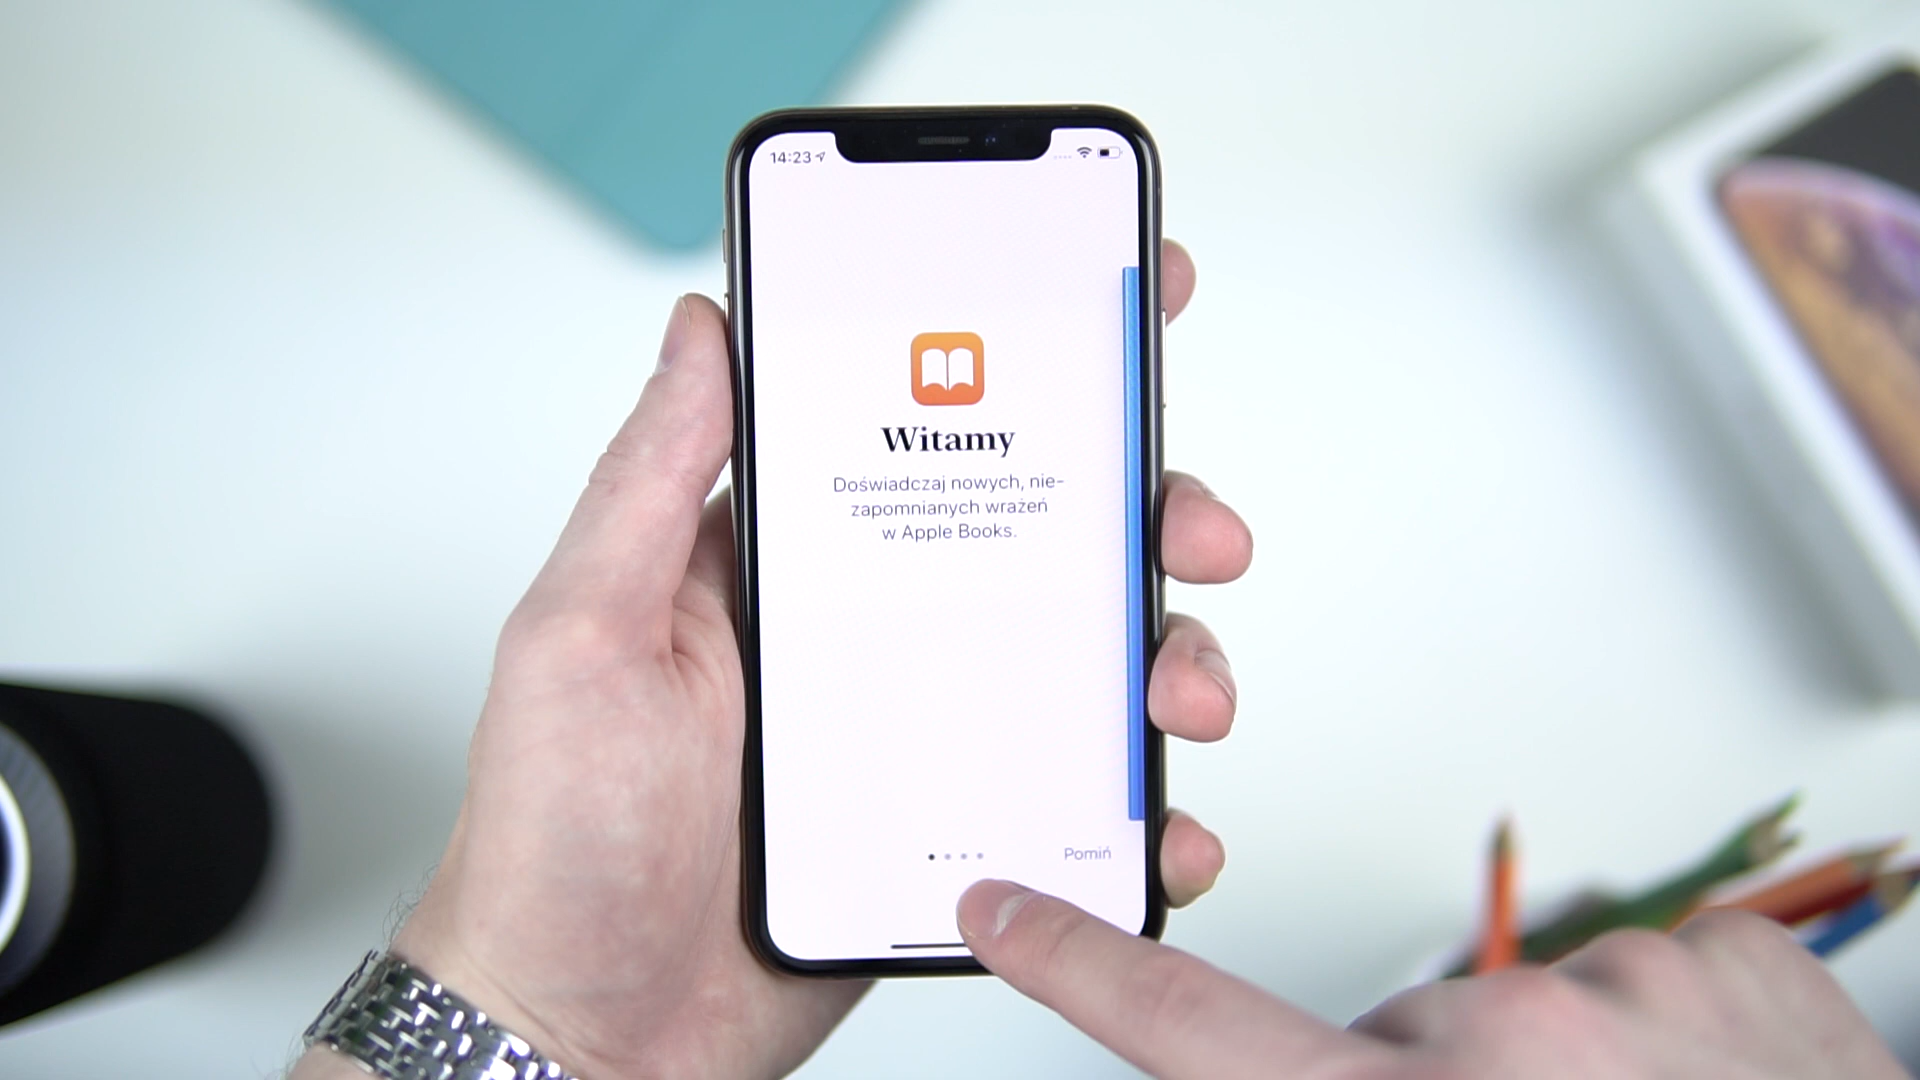 14:23
Witamy
Doświadczaj nowych, nie-
zapomnianych wrażeń
w Apple Books.
Pomiń